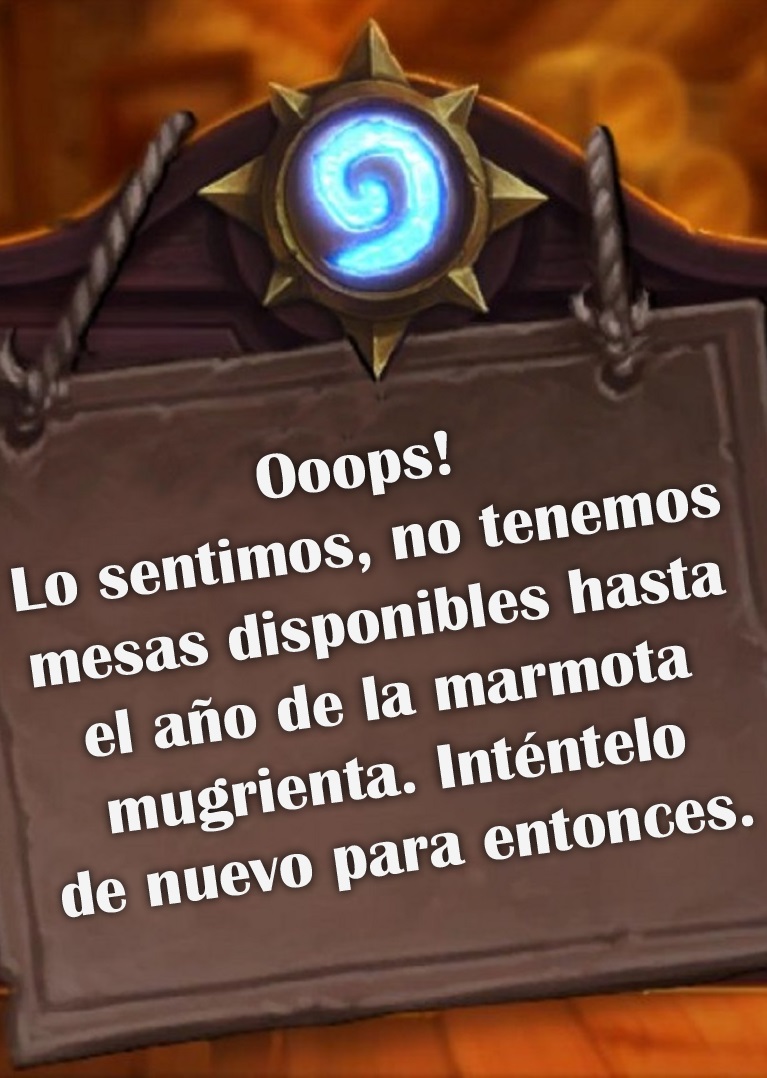 Ooops!
Lo sentimos, no tenemos
mesas disponibles hasta
el año de la marmota
mugrienta. Inténtelo
de nuevo para entonces.